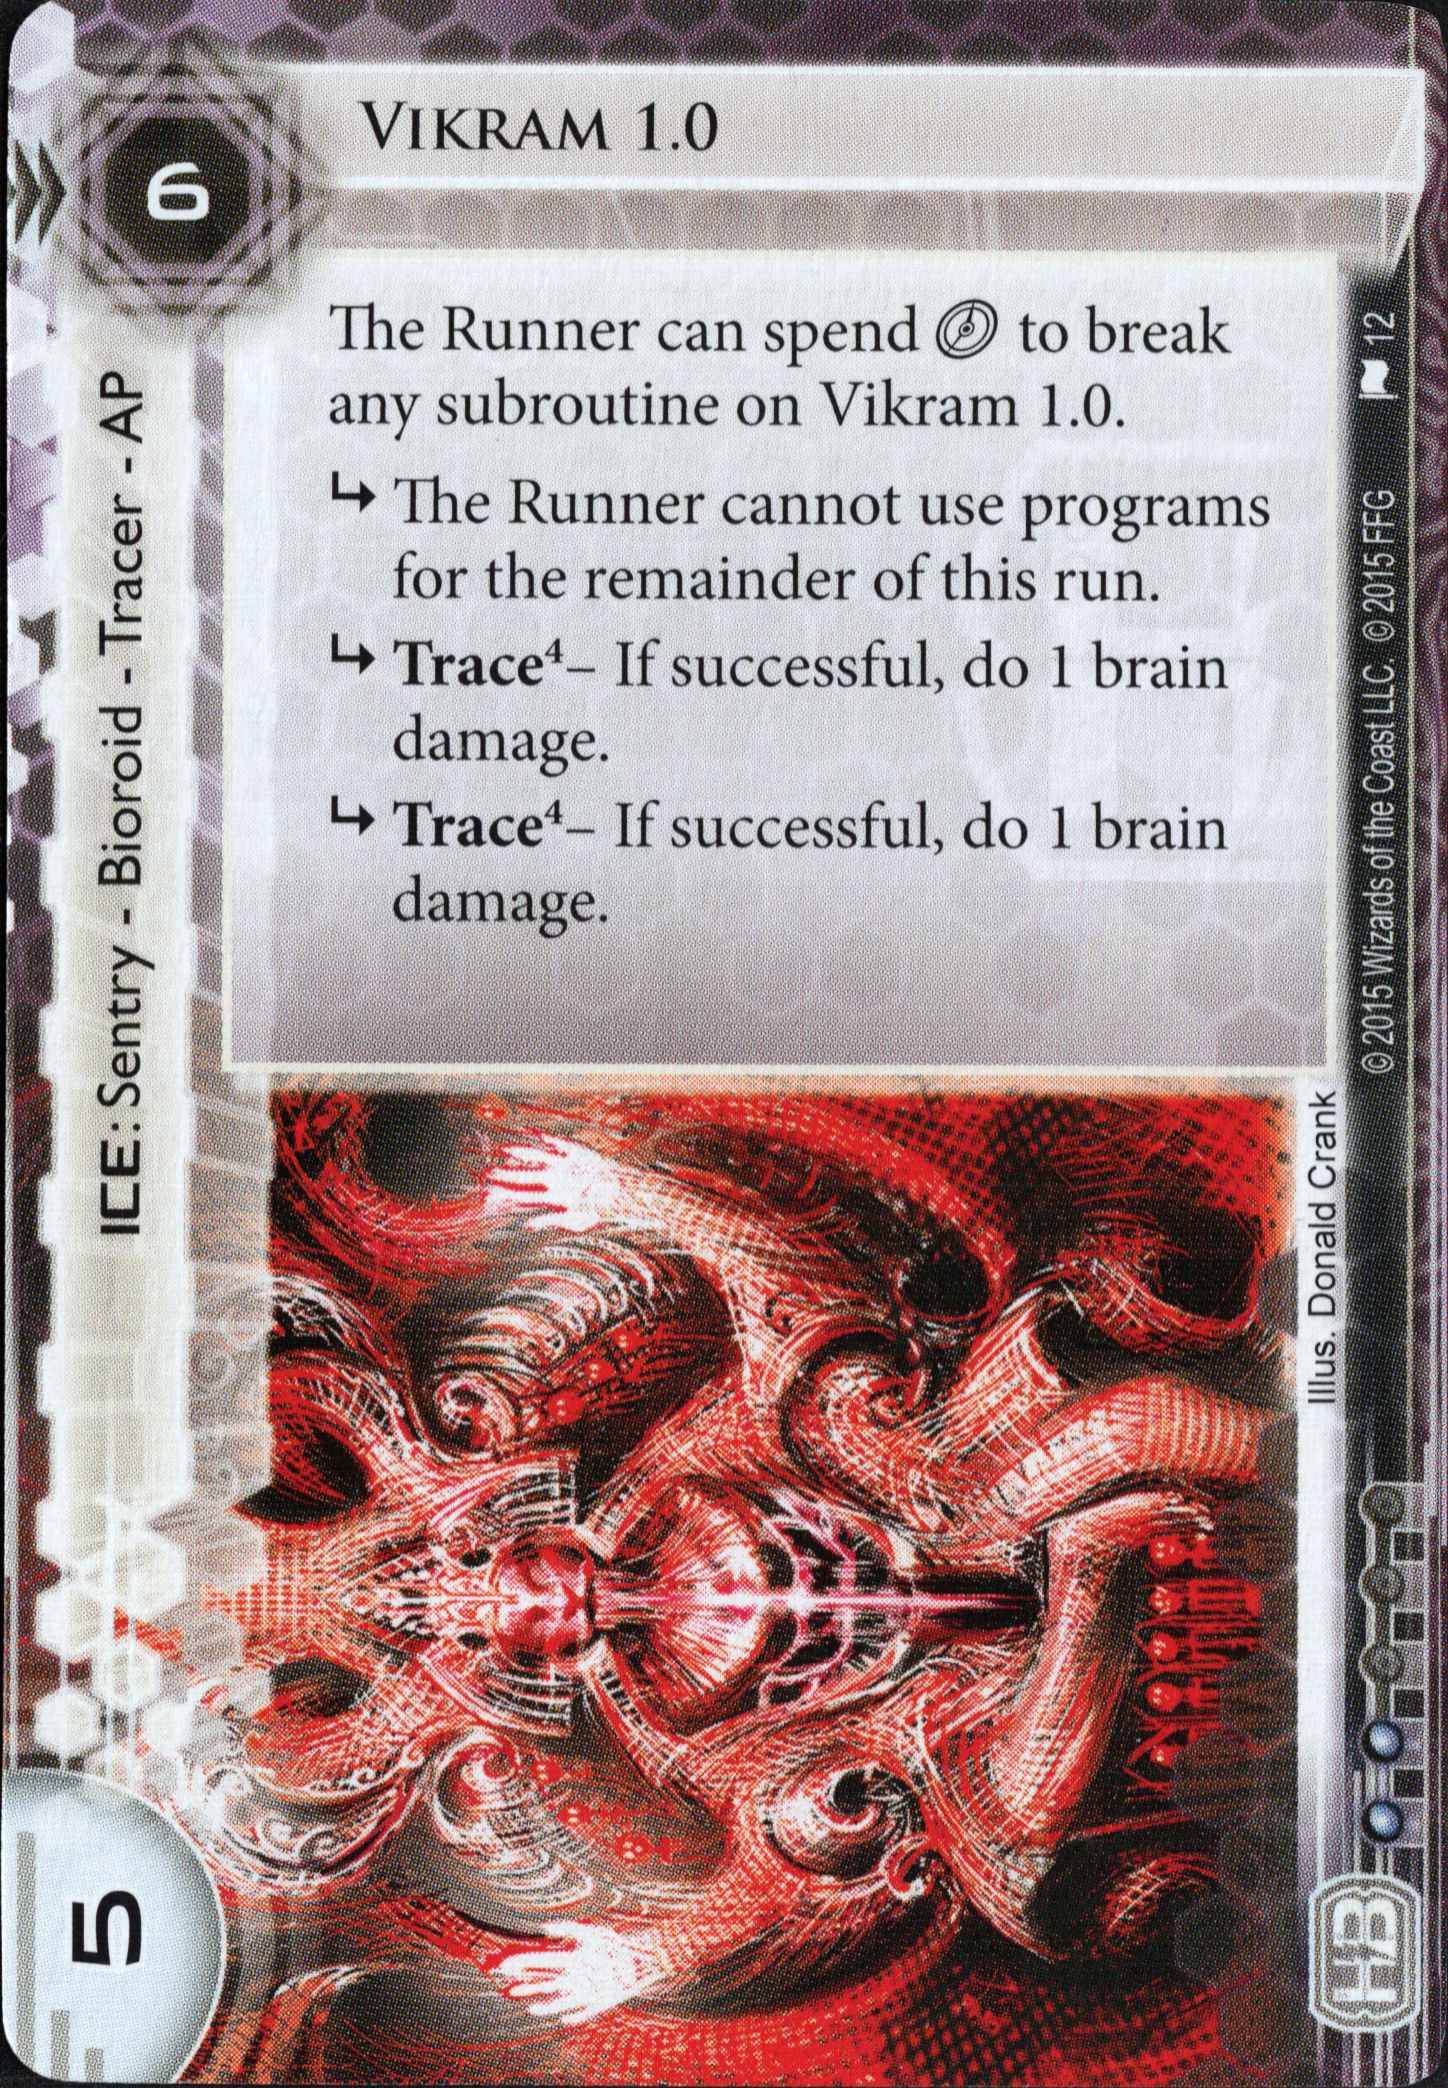 VIKRAM 1.0
6
ICE: Sentry - Bioroid - Tracer - AP
The Runner can spend to break
any subroutine on Vikram 1.0.
↳ The Runner cannot use programs
for the remainder of this run.
↳ Trace⁴– If successful, do 1 brain
damage.
↳ Trace⁴– If successful, do 1 brain
damage.
5
Illus. Donald Crank
© 2015 Wizards of the Coast LLC. © 2015 FFG
12
HB